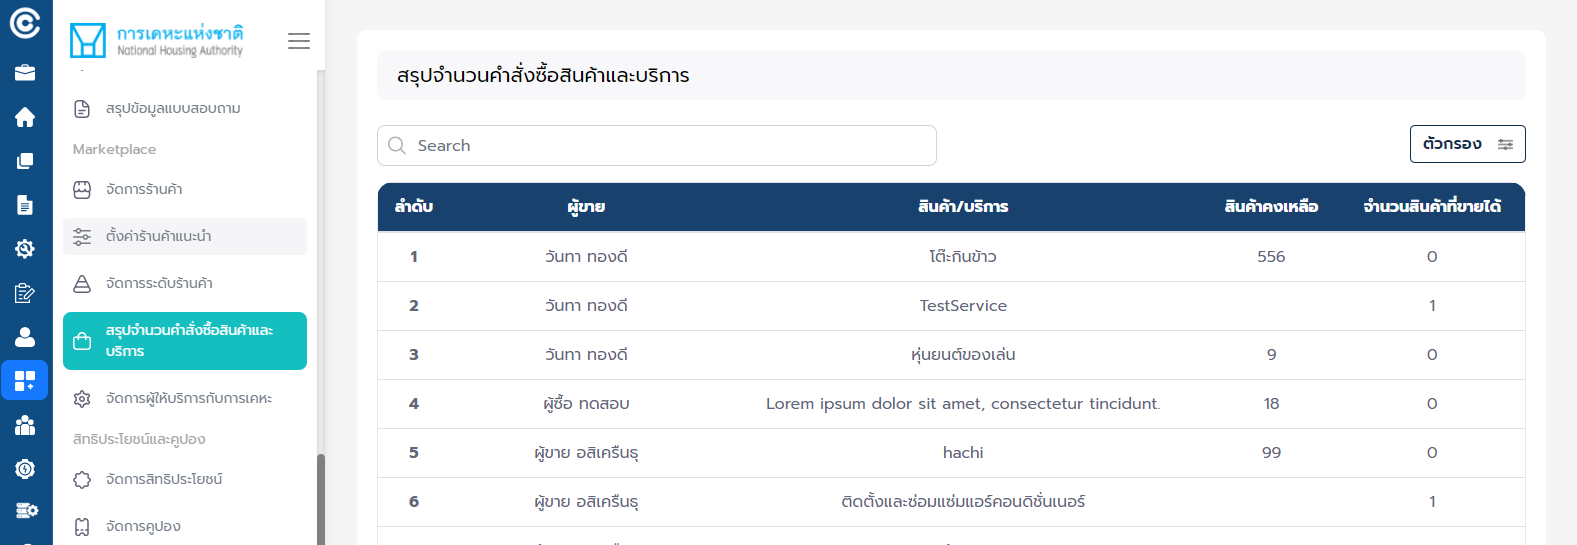 การเคหะแห่งชาติ
National Housing Authority
สรุปข้อมูลแบบสอบถาม
Marketplace
จัดการร้านค้า
ตั้งค่าร้านค้าแนะนำ
จัดการระดับร้านค้า
สรุปจำนวนคำสั่งซื้อสินค้าและ
บริการ
จัดการผู้ให้บริการกับการเคหะ
สิทธิประโยชน์และคูปอง
จัดการสิทธิประโยชน์
จัดการคูปอง
สรุปจำนวนคำสั่งซื้อสินค้าและบริการ
Search
ตัวกรอง
ลำดับ ผู้ขาย สินค้า/บริการ สินค้าคงเหลือ จำนวนสินค้าที่ขายได้
1 วันทา ทองดี โต๊ะกินข้าว 556 0
2 วันทา ทองดี TestService 1
3 วันทา ทองดี หุ่นยนต์ของเล่น 9 0
4 ผู้ซื้อ ทดสอบ Lorem ipsum dolor sit amet, consectetur tincidunt. 18 0
5 ผู้ขาย อสิเครืนธุ hachi 99 0
6 ผู้ขาย อสิเครืนธุ ติดตั้งและซ่อมแซ่มแอร์คอนดิชั่นเนอร์ 1